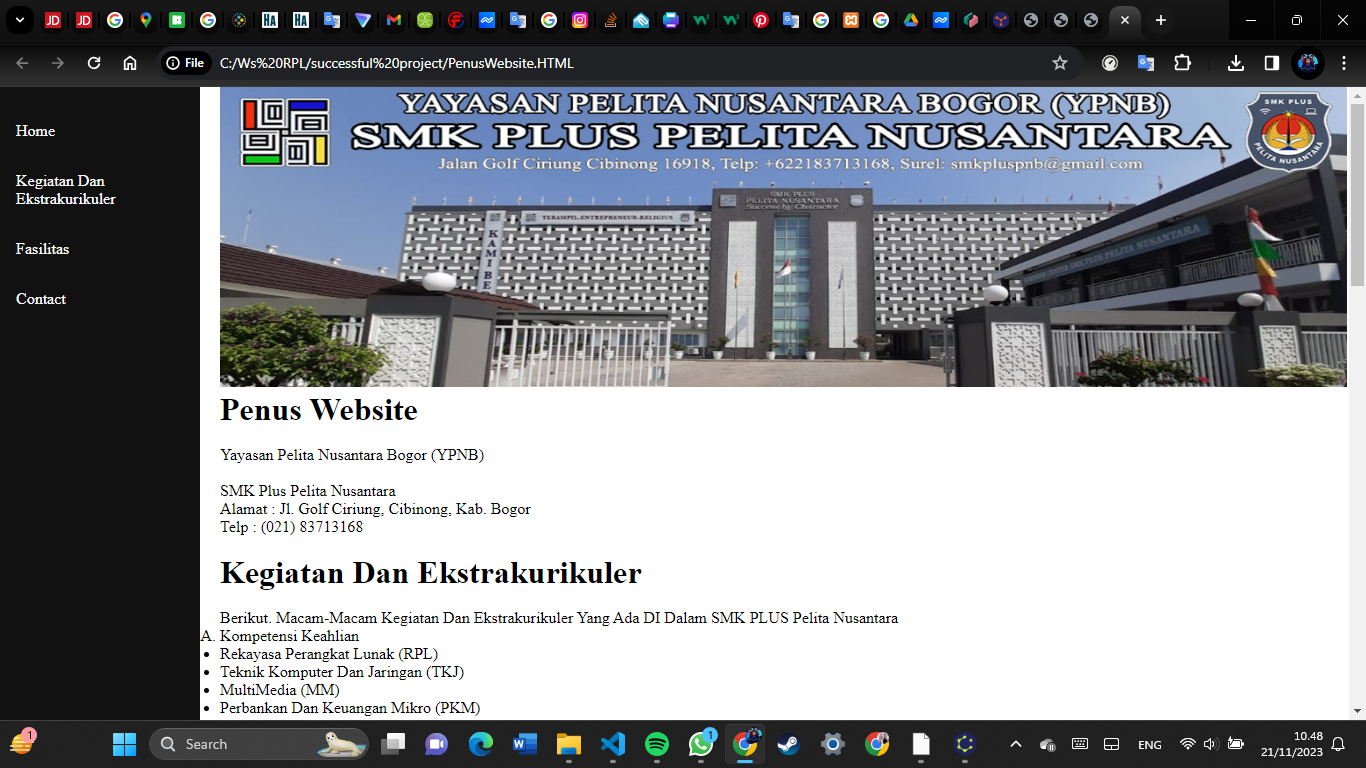 File
C:/Ws%20RPL/successful%20project/PenusWebsite.HTML
Home
Kegiatan Dan
Ekstrakurikuler
Fasilitas
Contact
YAYASAN PELITA NUSANTARA BOGOR (YPNB)
SMK PLUS PELITA NUSANTARA
Jalan Golf Ciriung Cibinong 16918, Telp: +622183713168, Surel: smkpluspnb@gmail.com
SMK PLUS
PELITA NUSANTARA
SMK PLUS
PELITA NUSANTARA
Success by Character
TERAMPIL-ENTREPRENEUR-RELIGIUS
KAMI BE
CENTER SMK PLUS PELITA NUSANTARA
Penus Website
Yayasan Pelita Nusantara Bogor (YPNB)
SMK Plus Pelita Nusantara
Alamat : Jl. Golf Ciriung, Cibinong, Kab. Bogor
Telp : (021) 83713168
Kegiatan Dan Ekstrakurikuler
Berikut. Macam-Macam Kegiatan Dan Ekstrakurikuler Yang Ada DI Dalam SMK PLUS Pelita Nusantara
A. Kompetensi Keahlian
• Rekayasa Perangkat Lunak (RPL)
• Teknik Komputer Dan Jaringan (TKJ)
• MultiMedia (MM)
• Perbankan Dan Keuangan Mikro (PKM)
1
Search
1
ENG
10.48
21/11/2023